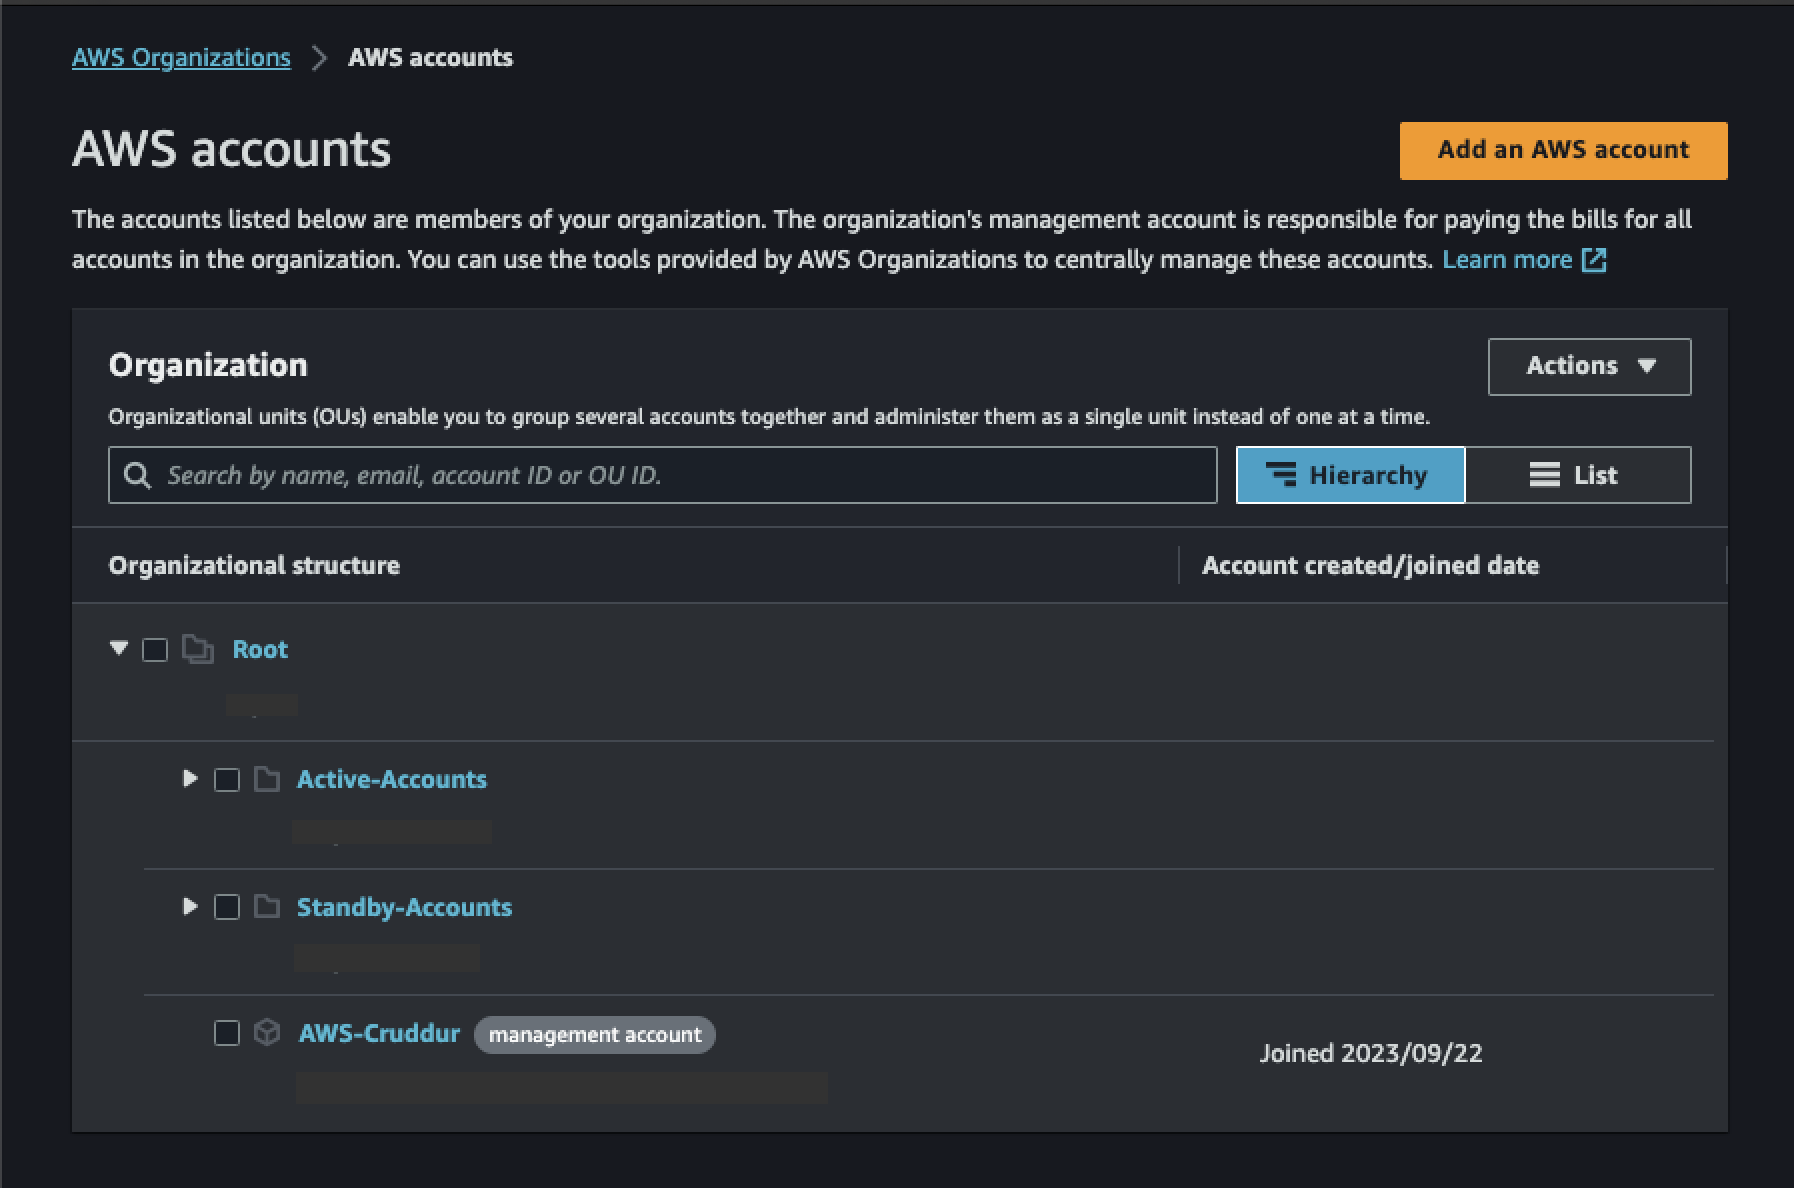 AWS Organizations > AWS accounts
AWS accounts
Add an AWS account
The accounts listed below are members of your organization. The organization's management account is responsible for paying the bills for all
accounts in the organization. You can use the tools provided by AWS Organizations to centrally manage these accounts. Learn more
Organization
Actions
Organizational units (OUs) enable you to group several accounts together and administer them as a single unit instead of one at a time.
Search by name, email, account ID or OU ID.
Hierarchy
List
Organizational structure
Account created/joined date
Root
Active-Accounts
Standby-Accounts
AWS-Cruddur management account
Joined 2023/09/22